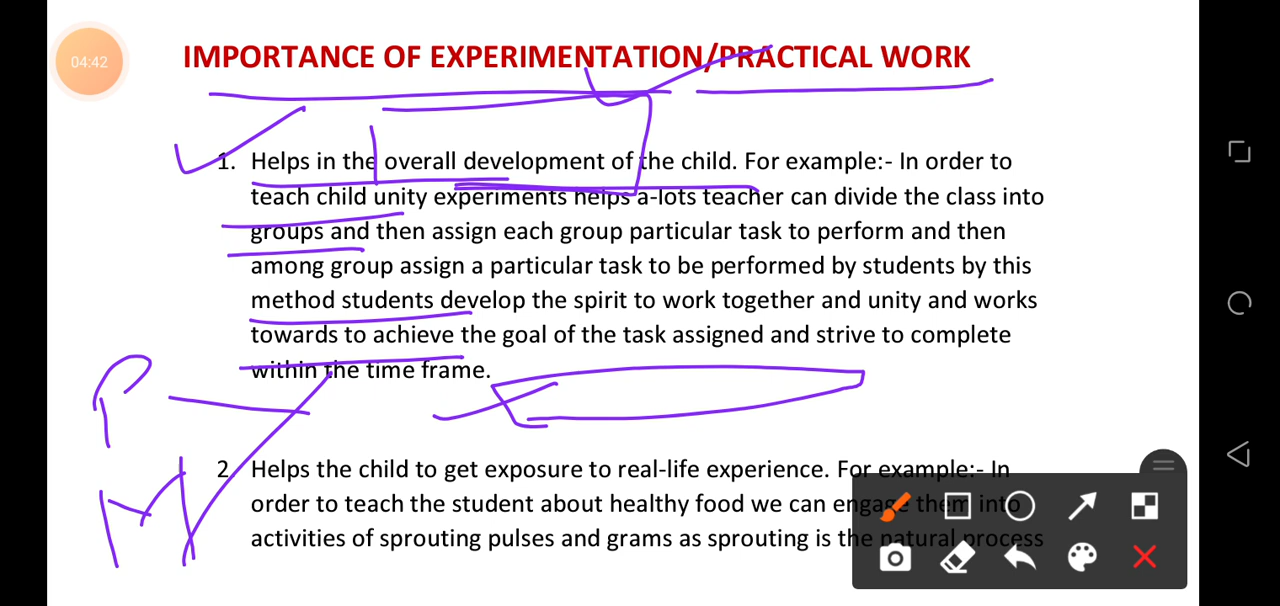 04:42
IMPORTANCE OF EXPERIMENTATION/PRACTICAL WORK
1. Helps in the overall development of the child. For example:- In order to
teach child unity experiments helps a-lots teacher can divide the class into
groups and then assign each group particular task to perform and then
among group assign a particular task to be performed by students by this
method students develop the spirit to work together and unity and works
towards to achieve the goal of the task assigned and strive to complete
within the time frame.
P
M
2. Helps the child to get exposure to real-life experience. For example:- In
order to teach the student about healthy food we can engage them into
activities of sprouting pulses and grams as sprouting is the natural process